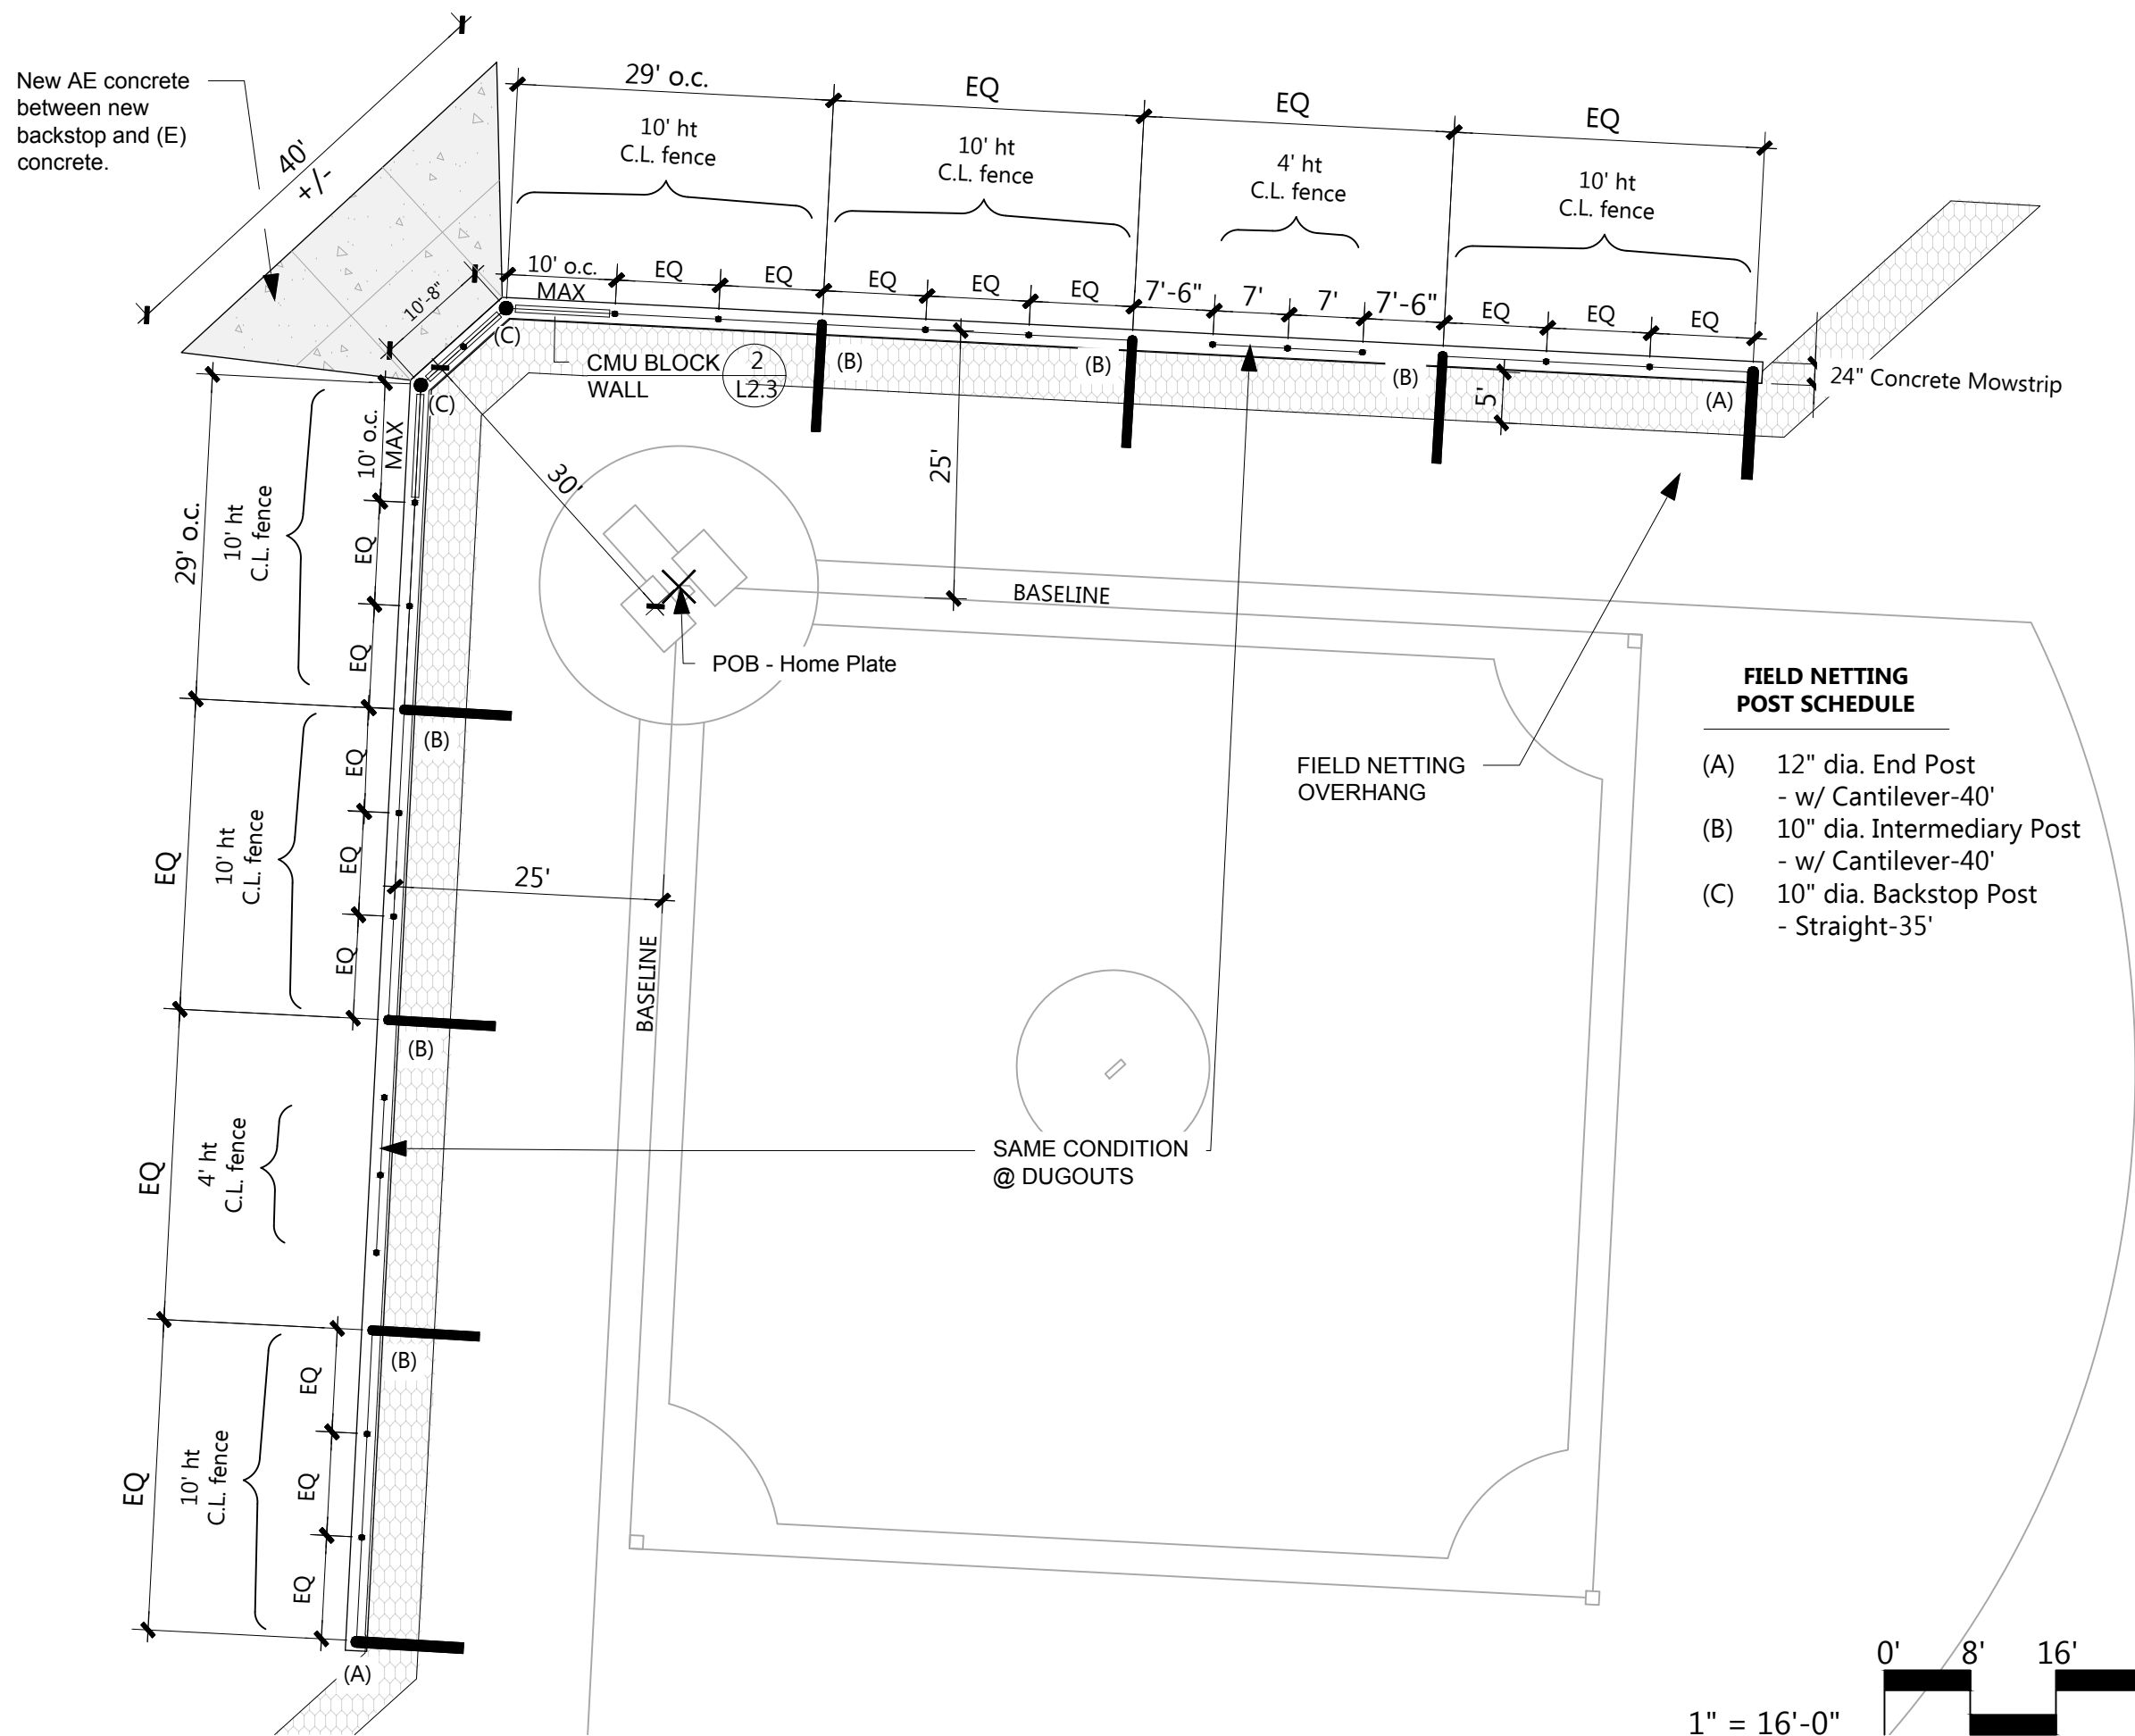 New AE concrete
between new
backstop and (E)
concrete.
40'
+/-
29' o.c.
EQ
EQ
EQ
10' ht
C.L. fence
10' ht
C.L. fence
4' ht
C.L. fence
10' ht
C.L. fence
10' o.c.
MAX
EQ
EQ
EQ
EQ
EQ
7'-6"
7'
7'
7'-6"
EQ
EQ
EQ
10'-8"
(C)
(C)
CMU BLOCK
WALL
2
L2.3
(B)
(B)
(B)
(A)
5'
24" Concrete Mowstrip
25'
30'
BASELINE
POB - Home Plate
29' o.c.
10' ht
C.L. fence
10' o.c.
MAX
EQ
EQ
(B)
EQ
10' ht
C.L. fence
EQ
EQ
EQ
25'
BASELINE
(B)
EQ
4' ht
C.L. fence
SAME CONDITION
@ DUGOUTS
(B)
EQ
10' ht
C.L. fence
EQ
EQ
EQ
(A)
FIELD NETTING
OVERHANG
FIELD NETTING
POST SCHEDULE
(A) 12" dia. End Post
- w/ Cantilever-40'
(B) 10" dia. Intermediary Post
- w/ Cantilever-40'
(C) 10" dia. Backstop Post
- Straight-35'
0' 8' 16'
1" = 16'-0"